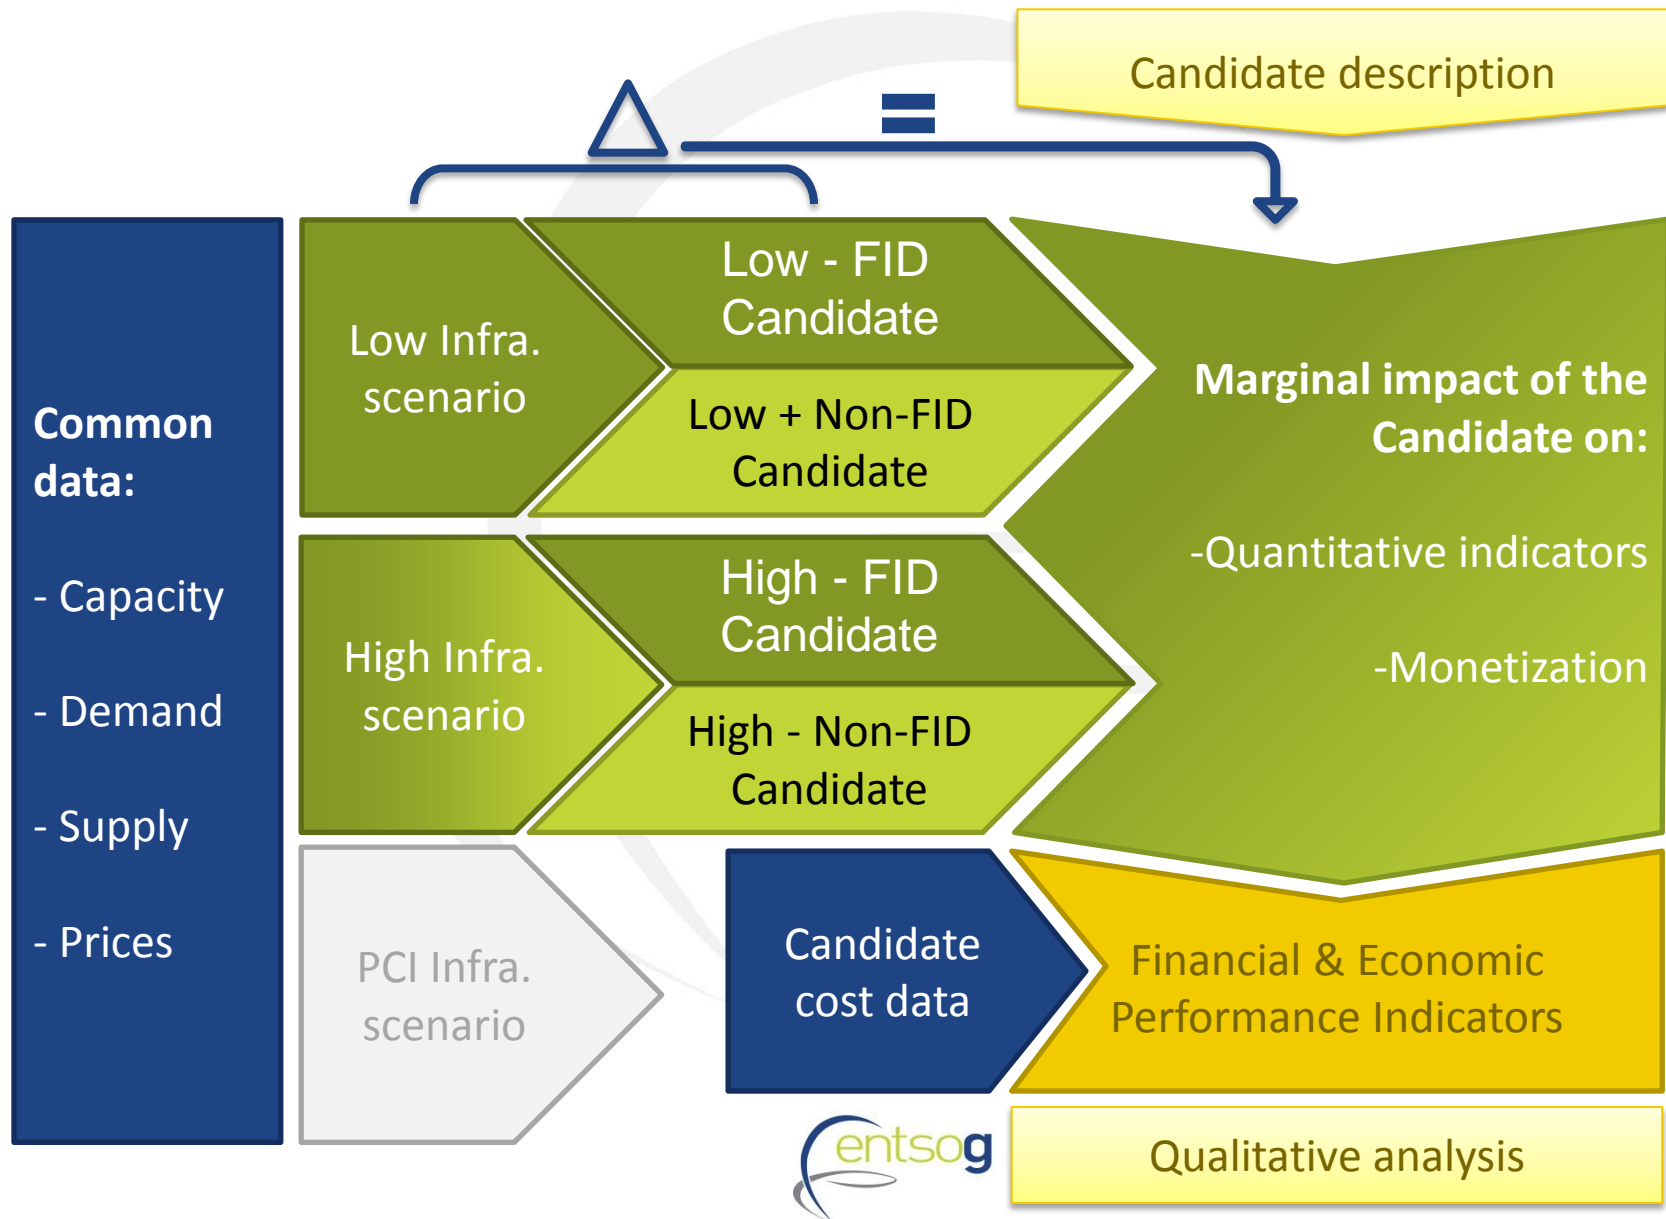 Candidate description
Common
data:
- Capacity
- Demand
- Supply
- Prices
Low Infra.
scenario
Low - FID
Candidate
Low + Non-FID
Candidate
High Infra.
scenario
High - FID
Candidate
High - Non-FID
Candidate
Marginal impact of the
Candidate on:
-Quantitative indicators
-Monetization
PCI Infra.
scenario
Candidate
cost data
Financial & Economic
Performance Indicators
entsog
Qualitative analysis